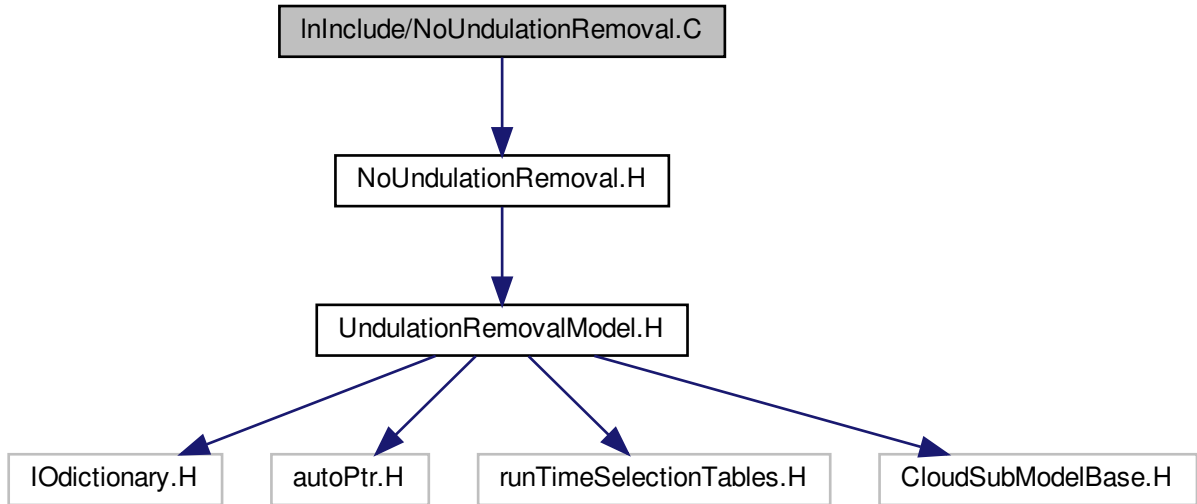 lnInclude/NoUndulationRemoval.C
NoUndulationRemoval.H
UndulationRemovalModel.H
IOdictionary.H
autoPtr.H
runTimeSelectionTables.H
CloudSubModelBase.H